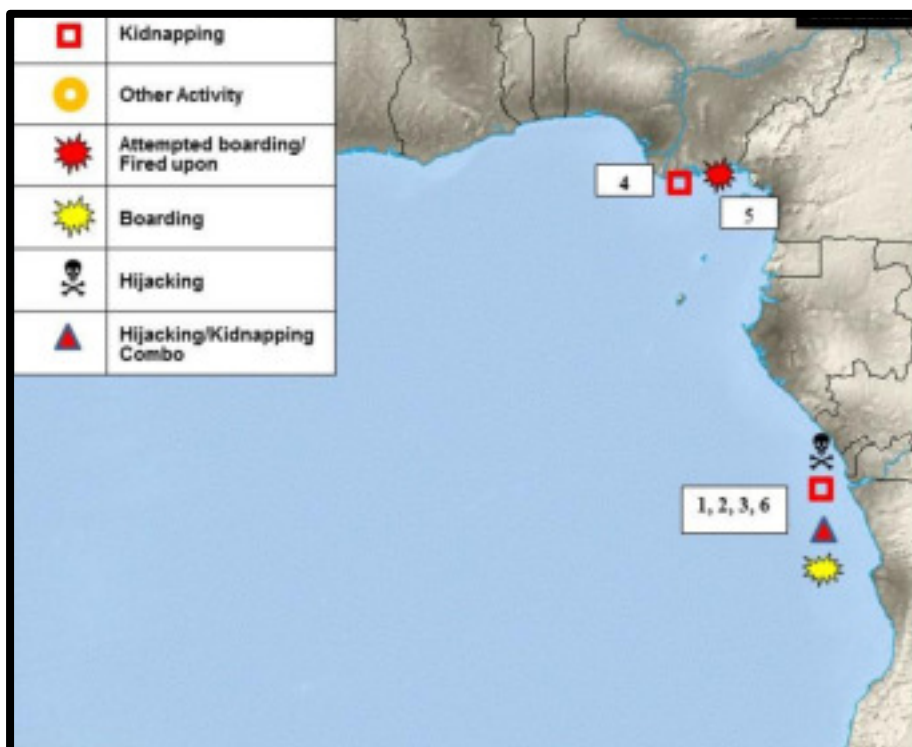 Kidnapping
Other Activity
Attempted boarding/
Fired upon
Boarding
Hijacking
Hijacking/Kidnapping
Combo
4
5
1, 2, 3, 6